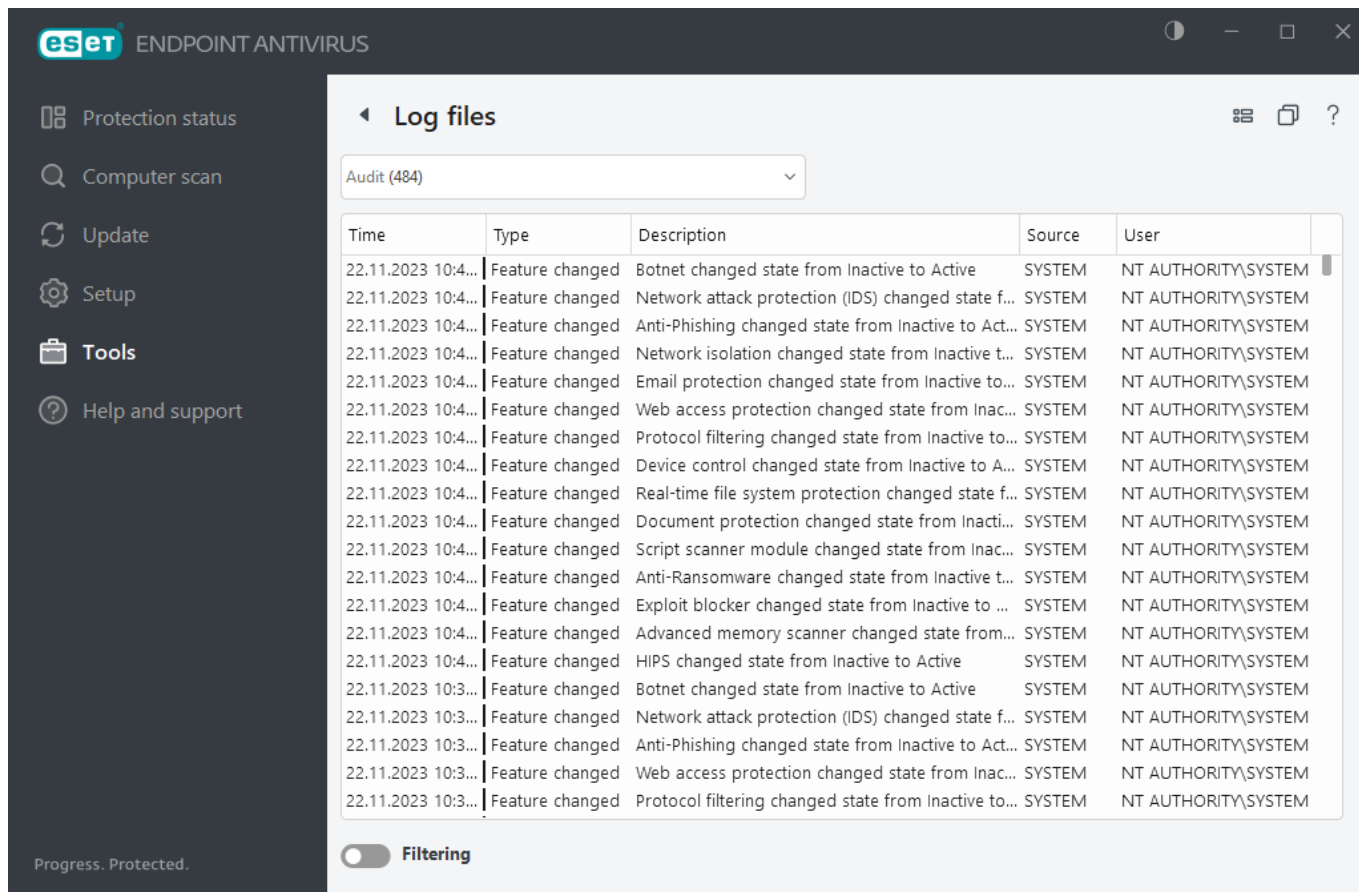 eset ENDPOINT ANTIVIRUS
Protection status
Computer scan
Update
Setup
Tools
Help and support
Progress. Protected.
Log files
?
Audit (484)
Time Type Description Source User
22.11.2023 10:4... Feature changed Botnet changed state from Inactive to Active SYSTEM NT AUTHORITY\SYSTEM
22.11.2023 10:4... Feature changed Network attack protection (IDS) changed state f... SYSTEM NT AUTHORITY\SYSTEM
22.11.2023 10:4... Feature changed Anti-Phishing changed state from Inactive to Act... SYSTEM NT AUTHORITY\SYSTEM
22.11.2023 10:4... Feature changed Network isolation changed state from Inactive t... SYSTEM NT AUTHORITY\SYSTEM
22.11.2023 10:4... Feature changed Email protection changed state from Inactive to... SYSTEM NT AUTHORITY\SYSTEM
22.11.2023 10:4... Feature changed Web access protection changed state from Inac... SYSTEM NT AUTHORITY\SYSTEM
22.11.2023 10:4... Feature changed Protocol filtering changed state from Inactive to... SYSTEM NT AUTHORITY\SYSTEM
22.11.2023 10:4... Feature changed Device control changed state from Inactive to A... SYSTEM NT AUTHORITY\SYSTEM
22.11.2023 10:4... Feature changed Real-time file system protection changed state f... SYSTEM NT AUTHORITY\SYSTEM
22.11.2023 10:4... Feature changed Document protection changed state from Inacti... SYSTEM NT AUTHORITY\SYSTEM
22.11.2023 10:4... Feature changed Script scanner module changed state from Inac... SYSTEM NT AUTHORITY\SYSTEM
22.11.2023 10:4... Feature changed Anti-Ransomware changed state from Inactive t... SYSTEM NT AUTHORITY\SYSTEM
22.11.2023 10:4... Feature changed Exploit blocker changed state from Inactive to ... SYSTEM NT AUTHORITY\SYSTEM
22.11.2023 10:4... Feature changed Advanced memory scanner changed state from... SYSTEM NT AUTHORITY\SYSTEM
22.11.2023 10:4... Feature changed HIPS changed state from Inactive to Active SYSTEM NT AUTHORITY\SYSTEM
22.11.2023 10:3... Feature changed Botnet changed state from Inactive to Active SYSTEM NT AUTHORITY\SYSTEM
22.11.2023 10:3... Feature changed Network attack protection (IDS) changed state f... SYSTEM NT AUTHORITY\SYSTEM
22.11.2023 10:3... Feature changed Anti-Phishing changed state from Inactive to Act... SYSTEM NT AUTHORITY\SYSTEM
22.11.2023 10:3... Feature changed Web access protection changed state from Inac... SYSTEM NT AUTHORITY\SYSTEM
22.11.2023 10:3... Feature changed Protocol filtering changed state from Inactive to... SYSTEM NT AUTHORITY\SYSTEM
Filtering